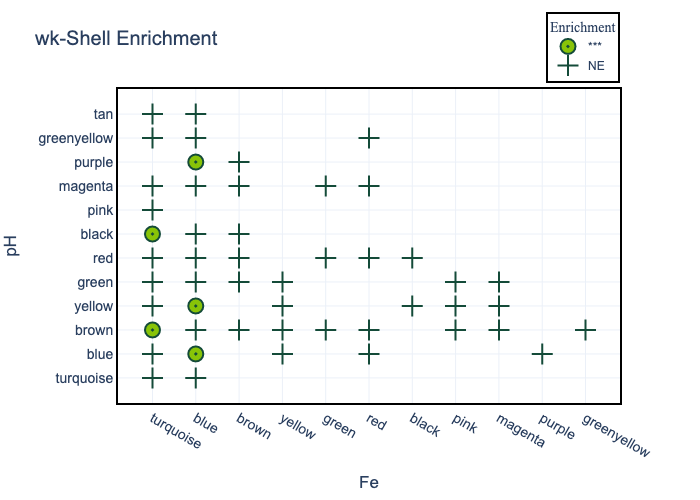 wk-Shell Enrichment
Enrichment
***
NE
pH
tan
greenyellow
purple
magenta
pink
black
red
green
yellow
brown
blue
turquoise
turquoise
blue
brown
yellow
green
red
black
pink
magenta
purple
greenyellow
Fe